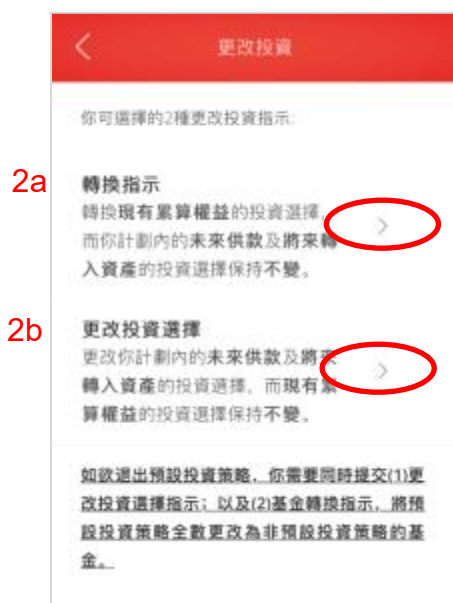 更改投資
你可選擇的2種更改投資指示:
2a
轉換指示
轉換現有累算權益的投資選擇，
而你計劃內的未來供款及將來轉
入資產的投資選擇保持不變。
2b
更改投資選擇
更改你計劃內的未來供款及將來
轉入資產的投資選擇，而現有累
算權益的投資選擇保持不變。
如欲退出預設投資策略，你需要同時提交(1)更
改投資選擇指示；以及(2)基金轉換指示，將預
設投資策略全數更改為非預設投資策略的基
金。